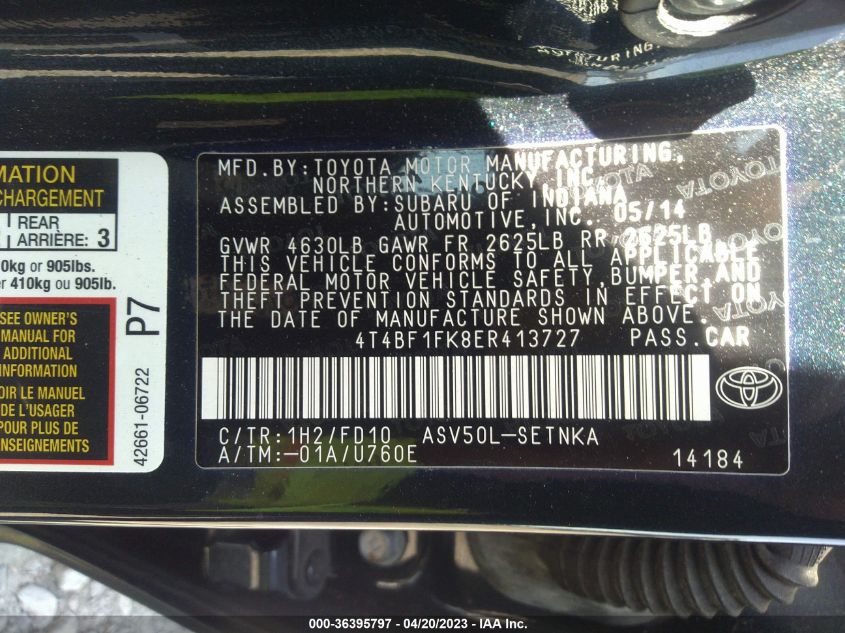 MATION
CHARGEMENT
REAR
ARRIÈRE: 3
0kg or 905lbs.
r 410kg ou 905lb.
SEE OWNER'S
MANUAL FOR
ADDITIONAL
INFORMATION
OIR LE MANUEL
DE L'USAGER
POUR PLUS DE
42661-06722 P7
MFD.BY:TOYOTA MOTOR MANUFACTURING,
NORTHERN KENTUCKY, INC.
ASSEMBLED BY:SUBARU OF INDIANA
AUTOMOTIVE,INC. 05/14
GVWR 4630LB GAWR FR 2625LB RR 2625LB
THIS VEHICLE CONFORMS TO ALL APPLICABLE
FEDERAL MOTOR VEHICLE SAFETY,BUMPER,AND
THEFT PREVENTION STANDARDS IN EFFECT ON
THE DATE OF MANUFACTURE SHOWN ABOVE.
4T4BF1FK8ER413727 PASS.CAR
TOYOTA
C/TR:1H2/FD10 ASV50L-SETNKA
A/TM:-01A/U760E 14184
000-36395797 - 04/20/2023 - IAA Inc.